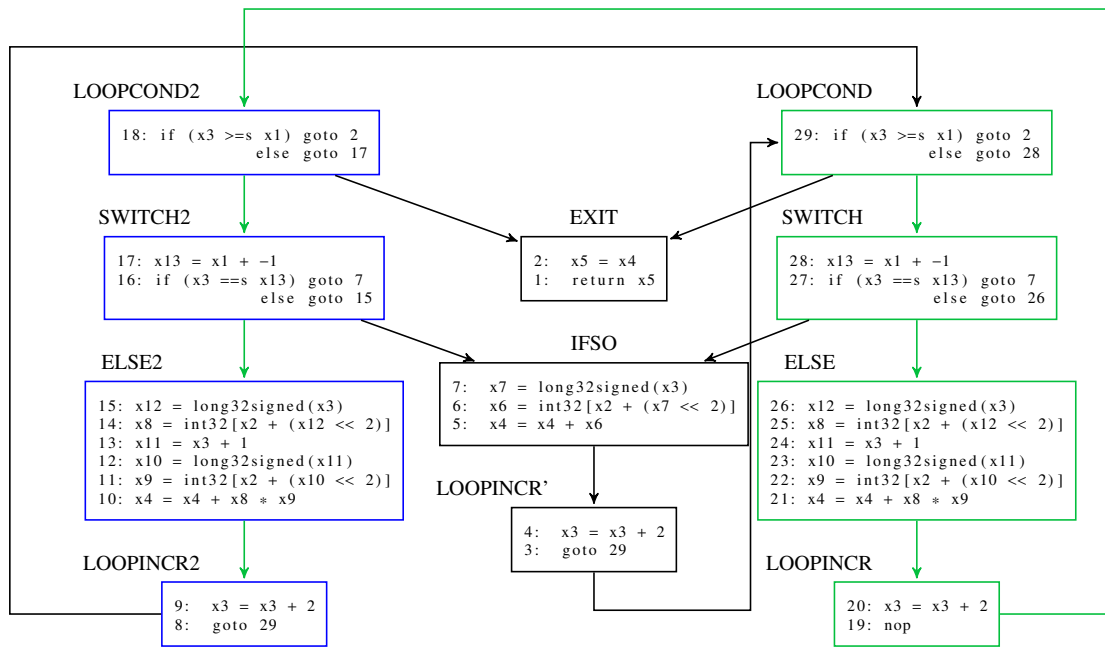 LOOPCOND2
18: if (x3 >=s x1) goto 2
else goto 17
LOOPCOND
29: if (x3 >=s x1) goto 2
else goto 28
SWITCH2
17: x13 = x1 + −1
16: if (x3 ==s x13) goto 7
else goto 15
EXIT
2: x5 = x4
1: return x5
SWITCH
28: x13 = x1 + −1
27: if (x3 ==s x13) goto 7
else goto 26
IFSO
7: x7 = long32signed(x3)
6: x6 = int32[x2 + (x7 << 2)]
5: x4 = x4 + x6
ELSE2
15: x12 = long32signed(x3)
14: x8 = int32[x2 + (x12 << 2)]
13: x11 = x3 + 1
12: x10 = long32signed(x11)
11: x9 = int32[x2 + (x10 << 2)]
10: x4 = x4 + x8 * x9
ELSE
26: x12 = long32signed(x3)
25: x8 = int32[x2 + (x12 << 2)]
24: x11 = x3 + 1
23: x10 = long32signed(x11)
22: x9 = int32[x2 + (x10 << 2)]
21: x4 = x4 + x8 * x9
LOOPINCR’
4: x3 = x3 + 2
3: goto 29
LOOPINCR2
9: x3 = x3 + 2
8: goto 29
LOOPINCR
20: x3 = x3 + 2
19: nop